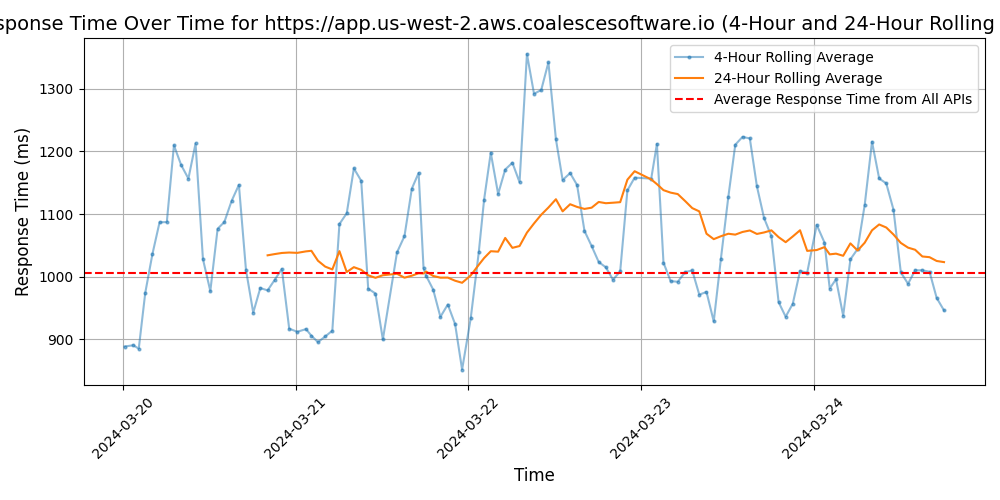 sponse Time Over Time for https://app.us-west-2.aws.coalescesoftware.io (4-Hour and 24-Hour Rolling
4-Hour Rolling Average
24-Hour Rolling Average
Average Response Time from All APIs
Response Time (ms)
1300
1200
1100
1000
900
2024-03-20
2024-03-21
2024-03-22
2024-03-23
2024-03-24
Time